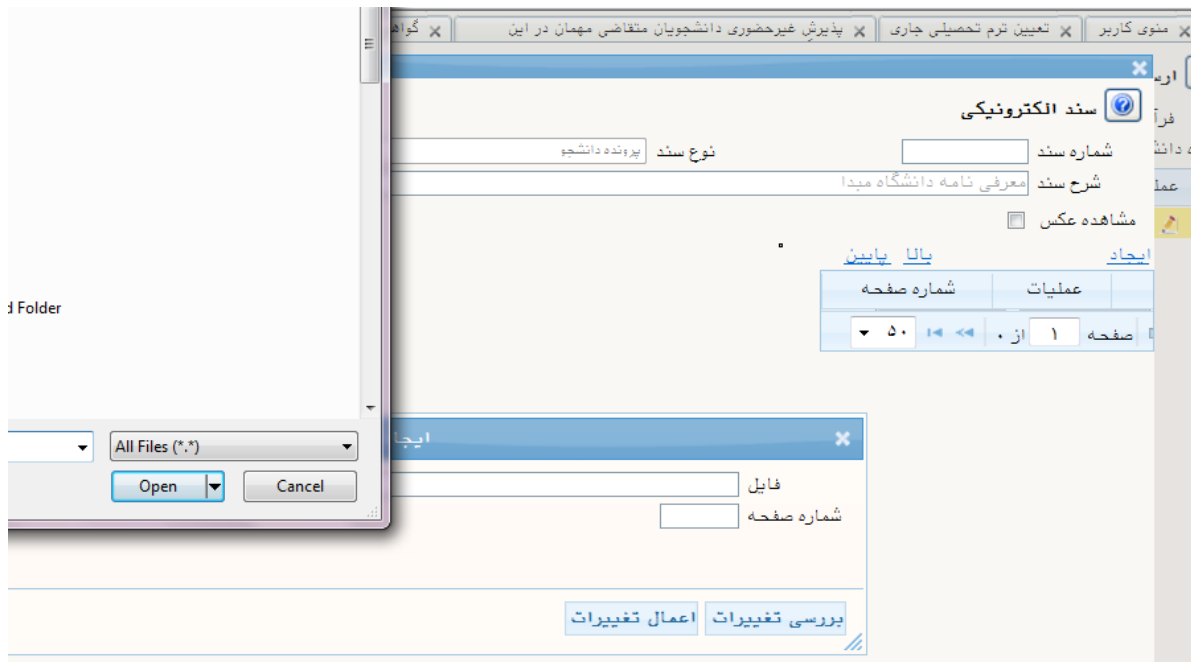 منوی کاربر
تعیین ترم تحصیلی جاری
پذیرش غیرحضوری دانشجویان متقاضی مهمان در این
سند الکترونیکی
شماره سند
نوع سند پرونده دانشجو
شرح سند معرفی نامه دانشگاه مبدا
مشاهده عکس
ایجاد بالا پایین
عملیات شماره صفحه
صفحه ۱ از ۰ ۵۰
Folder
All Files (*.*)
Open Cancel
فایل
شماره صفحه
بررسی تغییرات اعمال تغییرات